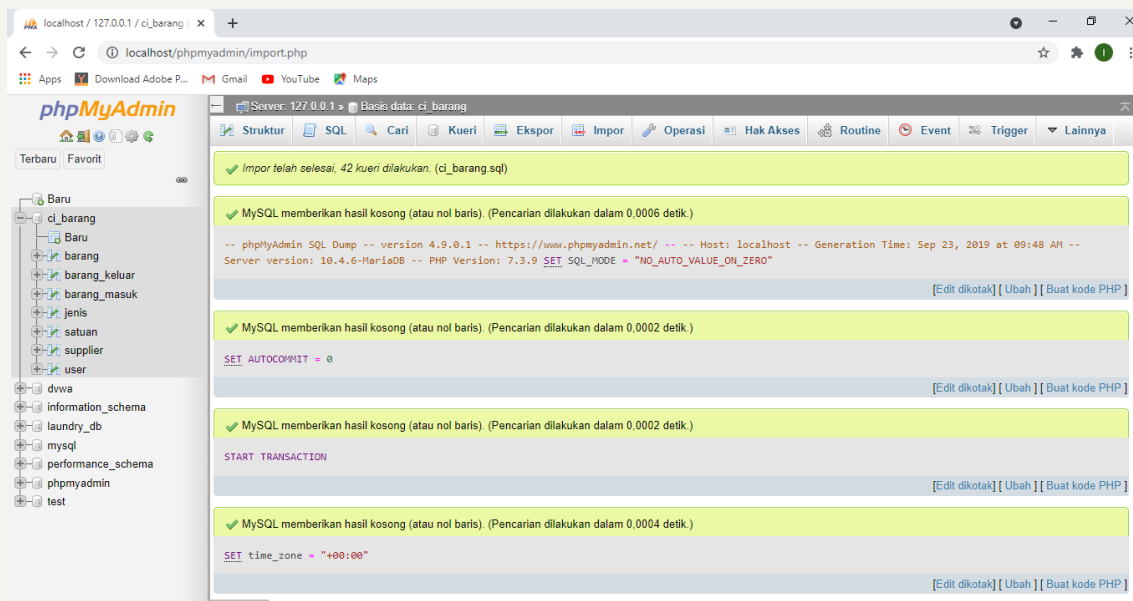 localhost / 127.0.0.1 / ci_barang |
localhost/phpmyadmin/import.php
I
Apps Download Adobe P... Gmail YouTube Maps
phpMyAdmin
Terbaru Favorit
Baru
ci_barang
Baru
barang
barang_keluar
barang_masuk
jenis
satuan
supplier
user
dvwa
information_schema
laundry_db
mysql
performance_schema
phpmyadmin
test
Server: 127.0.0.1 » Basis data: ci_barang
Struktur SQL Cari Kueri Ekspor Impor Operasi Hak Akses Routine Event Trigger Lainnya
Impor telah selesai, 42 kueri dilakukan. (ci_barang.sql)
MySQL memberikan hasil kosong (atau nol baris). (Pencarian dilakukan dalam 0,0006 detik.)
-- phpMyAdmin SQL Dump -- version 4.9.0.1 -- https://www.phpmyadmin.net/ -- -- Host: localhost -- Generation Time: Sep 23, 2019 at 09:48 AM --
Server version: 10.4.6-MariaDB -- PHP Version: 7.3.9 SET SQL_MODE = "NO_AUTO_VALUE_ON_ZERO"
[Edit dikotak] [ Ubah ] [ Buat kode PHP ]
MySQL memberikan hasil kosong (atau nol baris). (Pencarian dilakukan dalam 0,0002 detik.)
SET AUTOCOMMIT = 0
[Edit dikotak] [ Ubah ] [ Buat kode PHP ]
MySQL memberikan hasil kosong (atau nol baris). (Pencarian dilakukan dalam 0,0002 detik.)
START TRANSACTION
[Edit dikotak] [ Ubah ] [ Buat kode PHP ]
MySQL memberikan hasil kosong (atau nol baris). (Pencarian dilakukan dalam 0,0004 detik.)
SET time_zone = "+00:00"
[Edit dikotak] [ Ubah ] [ Buat kode PHP ]